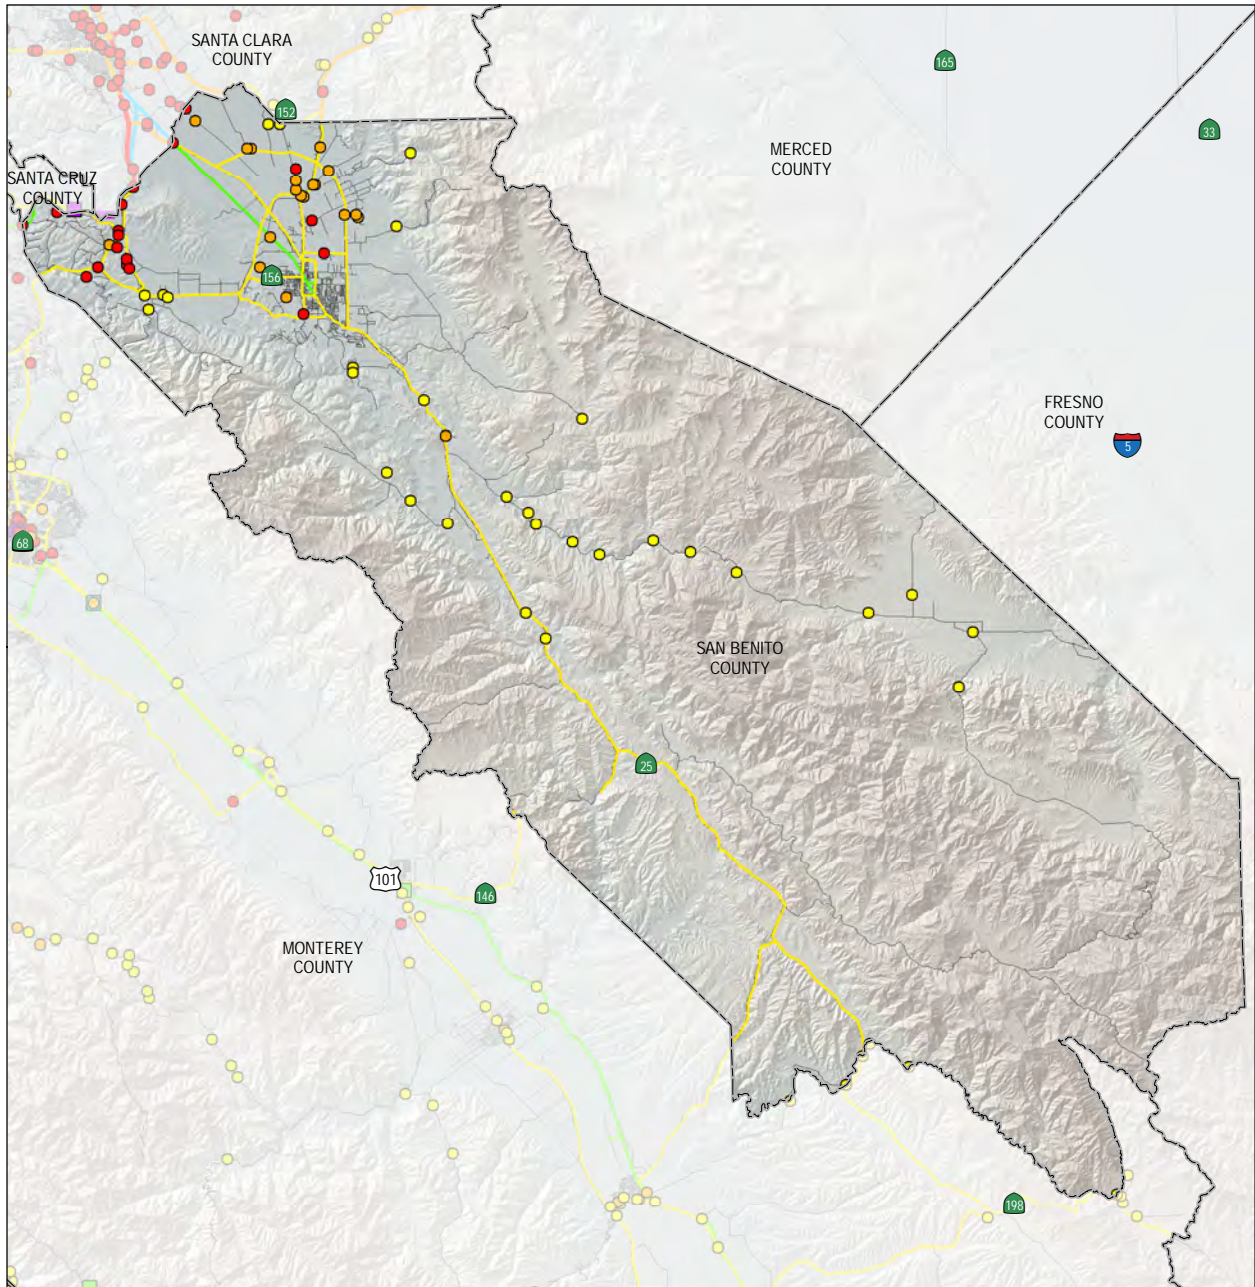 SANTA CLARA
COUNTY
165
152
33
MERCED
COUNTY
SANTA CRUZ
COUNTY
156
FRESNO
COUNTY
5
68
SAN BENITO
COUNTY
25
101
146
MONTEREY
COUNTY
198